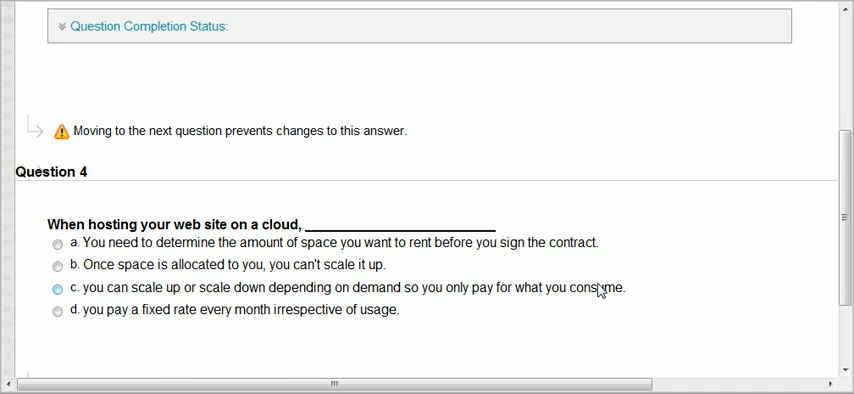 Question Completion Status:
Moving to the next question prevents changes to this answer.
Question 4
When hosting your web site on a cloud, ________________________
a. You need to determine the amount of space you want to rent before you sign the contract.
b. Once space is allocated to you, you can't scale it up.
c. you can scale up or scale down depending on demand so you only pay for what you consume.
d. you pay a fixed rate every month irrespective of usage.